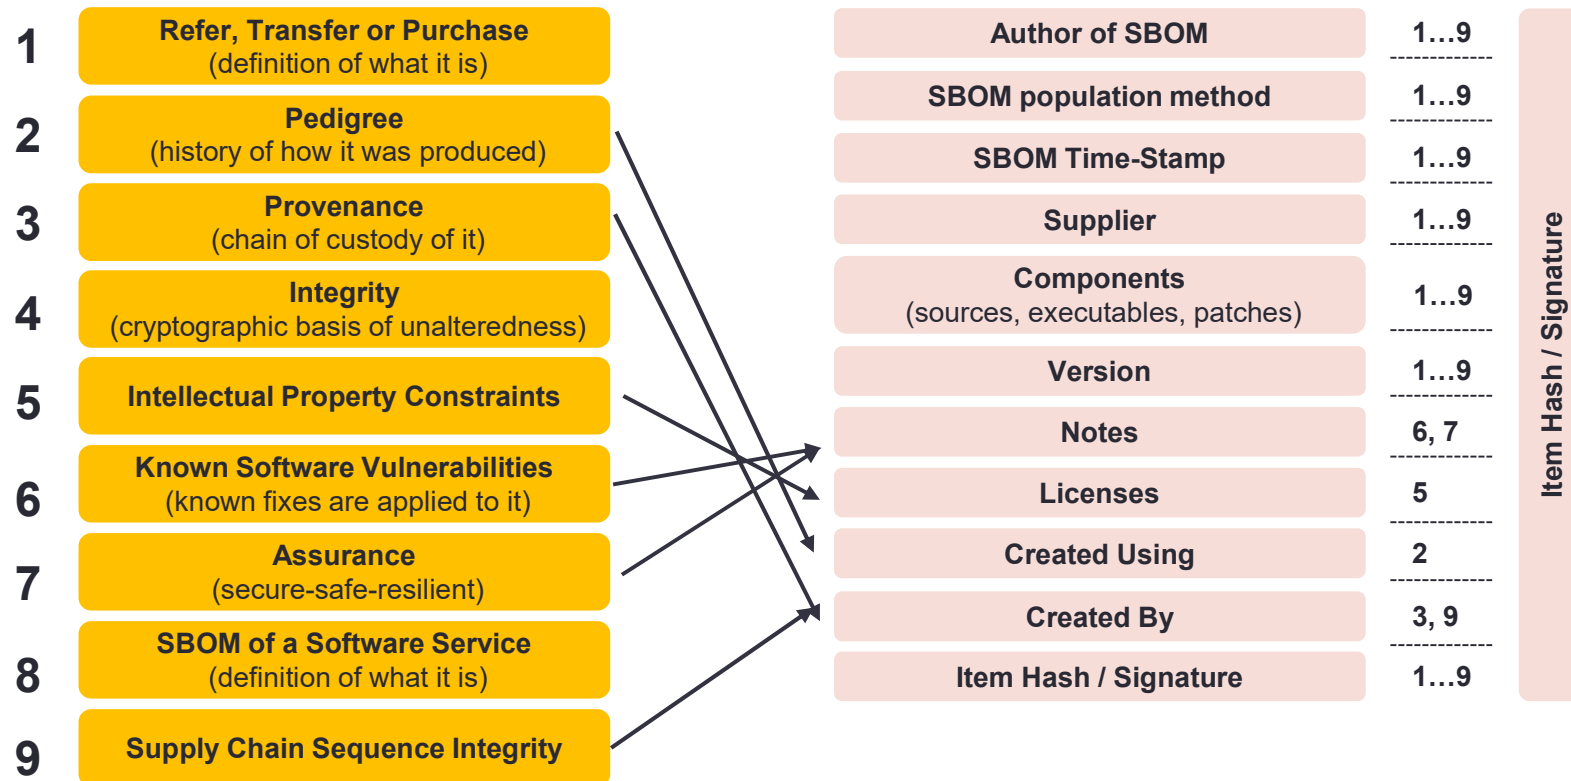 1
Refer, Transfer or Purchase
(definition of what it is)
2
Pedigree
(history of how it was produced)
3
Provenance
(chain of custody of it)
4
Integrity
(cryptographic basis of unalteredness)
5
Intellectual Property Constraints
6
Known Software Vulnerabilities
(known fixes are applied to it)
7
Assurance
(secure-safe-resilient)
8
SBOM of a Software Service
(definition of what it is)
9
Supply Chain Sequence Integrity
Author of SBOM
1…9
SBOM population method
1…9
SBOM Time-Stamp
1…9
Supplier
1…9
Components
(sources, executables, patches)
1…9
Version
1…9
Notes
6, 7
Licenses
5
Created Using
2
Created By
3, 9
Item Hash / Signature
1…9
Item Hash / Signature